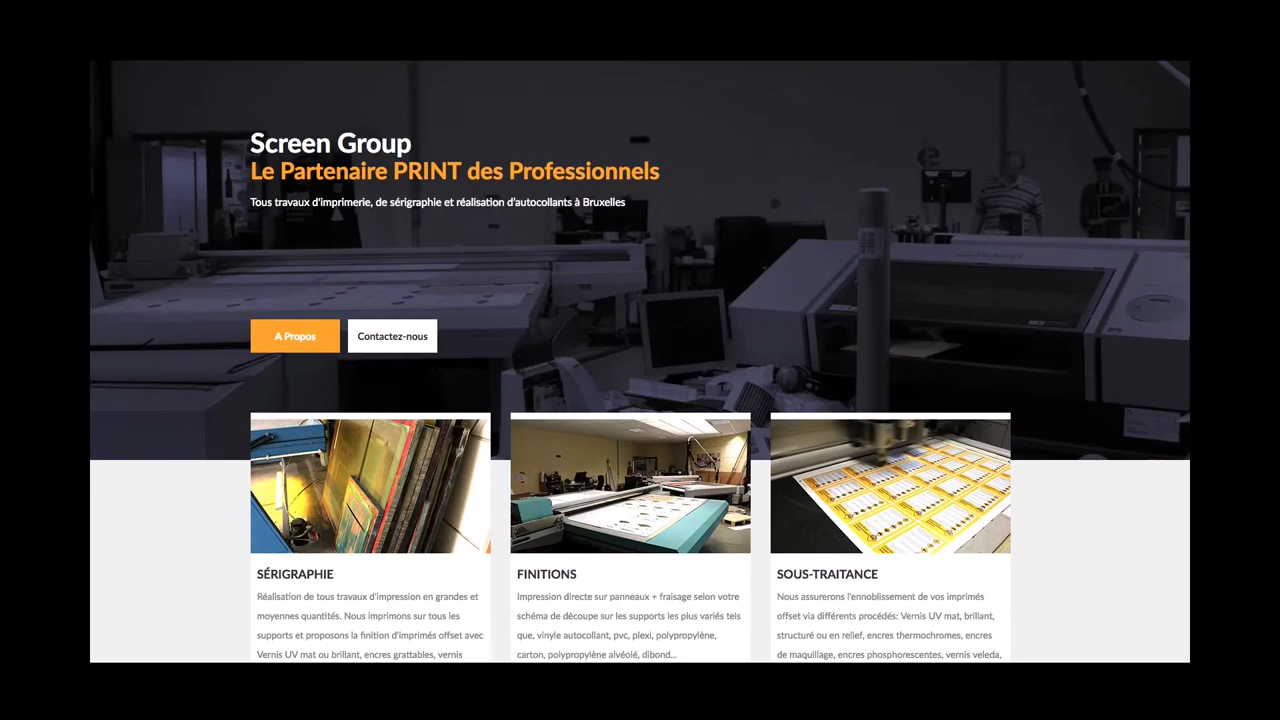 Screen Group
Le Partenaire PRINT des Professionnels
Tous travaux d'imprimerie, de sérigraphie et réalisation d'autocollants à Bruxelles
Roland
A Propos
Contactez-nous
SÉRIGRAPHIE
Réalisation de tous travaux d'impression en grandes et
moyennes quantités. Nous imprimons sur tous les
supports et proposons la finition d'imprimés offset avec
Vernis UV mat ou brillant, encres grattables, vernis
FINITIONS
Impression directe sur panneaux + fraisage selon votre
schéma de découpe sur les supports les plus variés tels
que, vinyle autocollant, pvc, plexi, polypropylène,
carton, polypropylène alvéolé, dibond...
SOUS-TRAITANCE
Nous assurerons l'ennoblissement de vos imprimés
offset via différents procédés: Vernis UV mat, brillant,
structuré ou en relief, encres thermochromes, encres
de maquillage, encres phosphorescentes, vernis veleda,